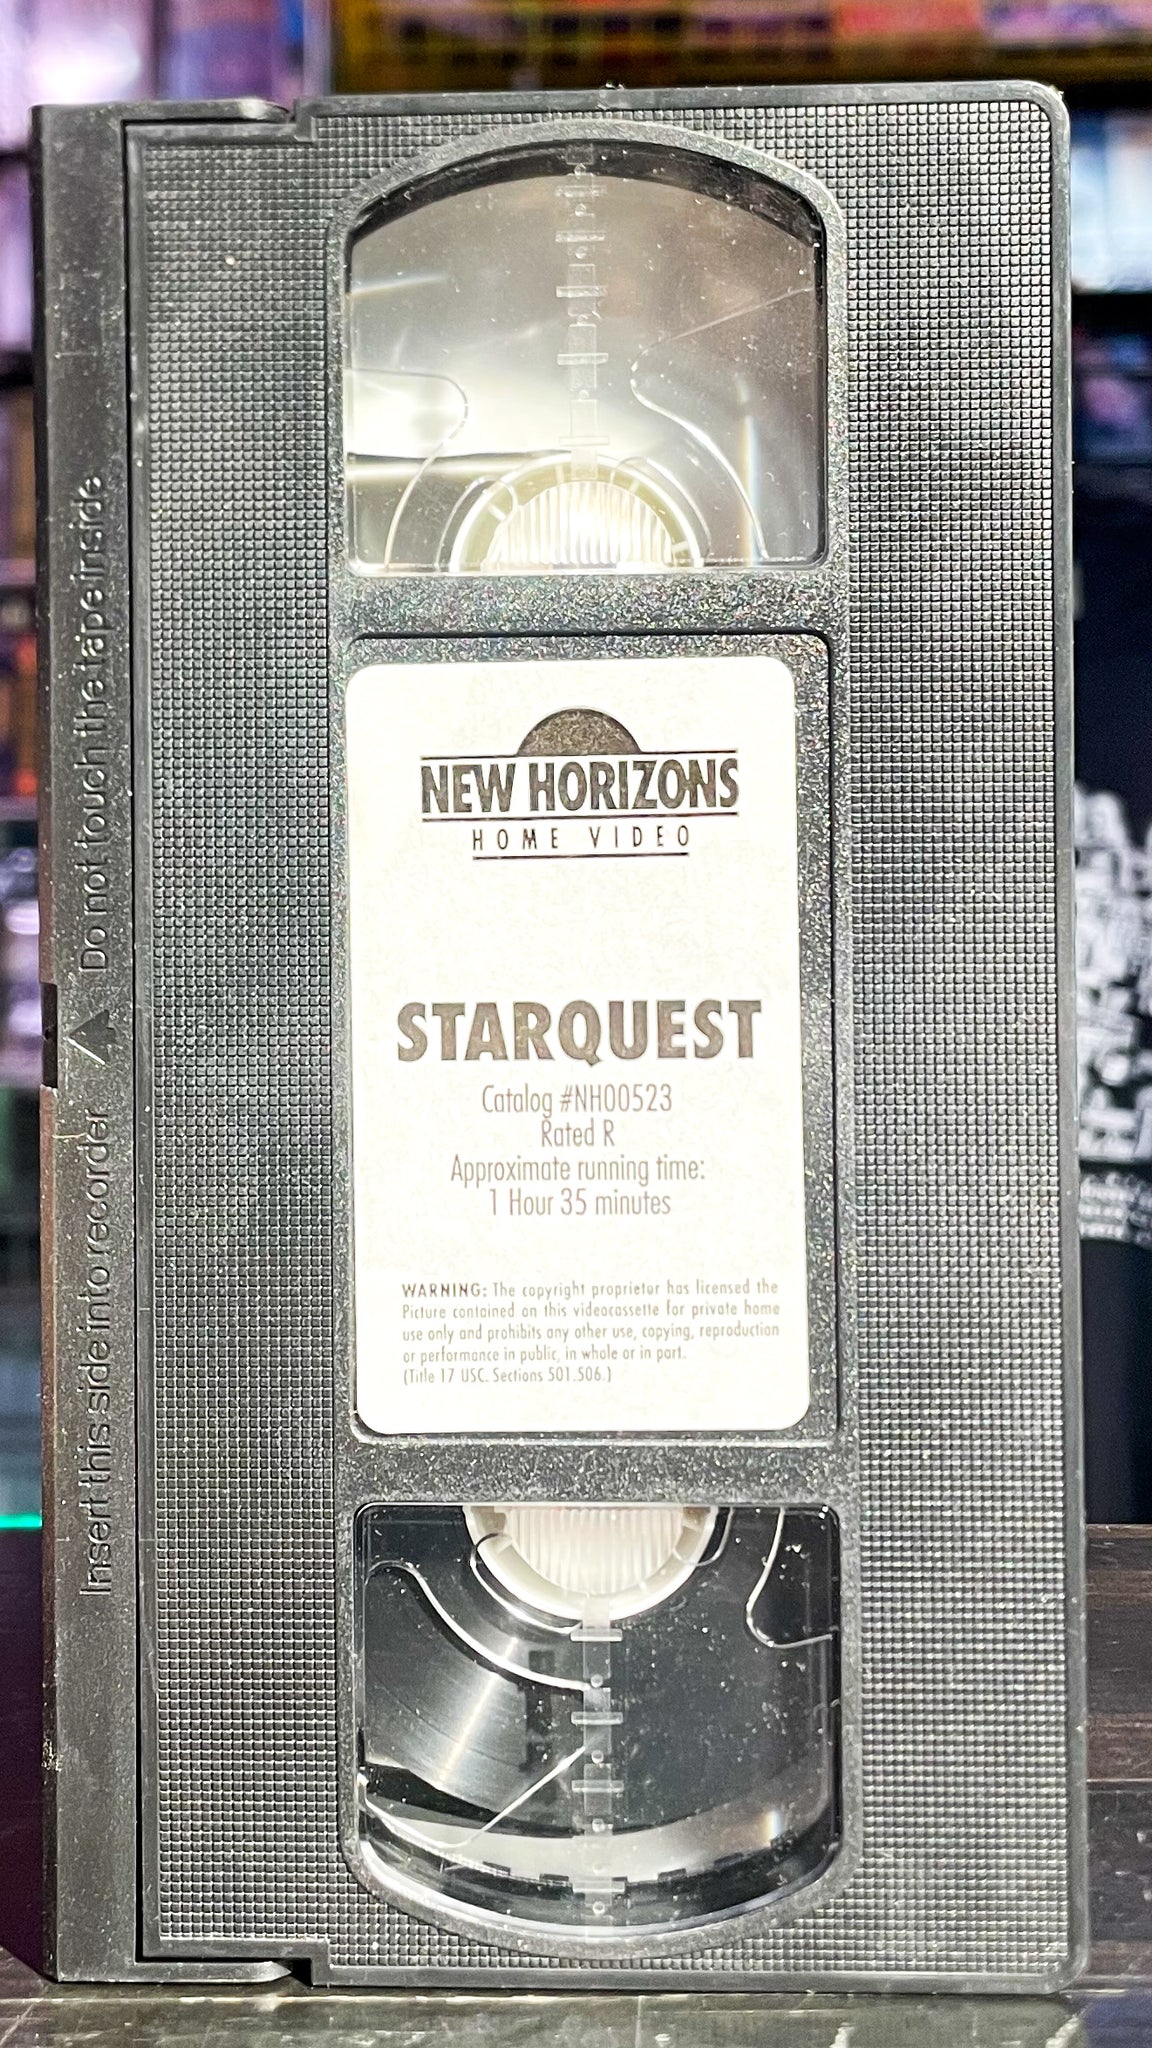 NEW HORIZONS
HOME VIDEO
STARQUEST
Catalog #NH00523
Rated R
Approximate running time:
1 Hour 35 minutes
WARNING: The copyright proprietor has licensed the
Picture contained on this videocassette for private home
use only and prohibits any other use, copying, reproduction
or performance in public, in whole or in part.
(Title 17 USC. Sections 501.506.)
Insert this side into recorder △ Do not touch the tape inside